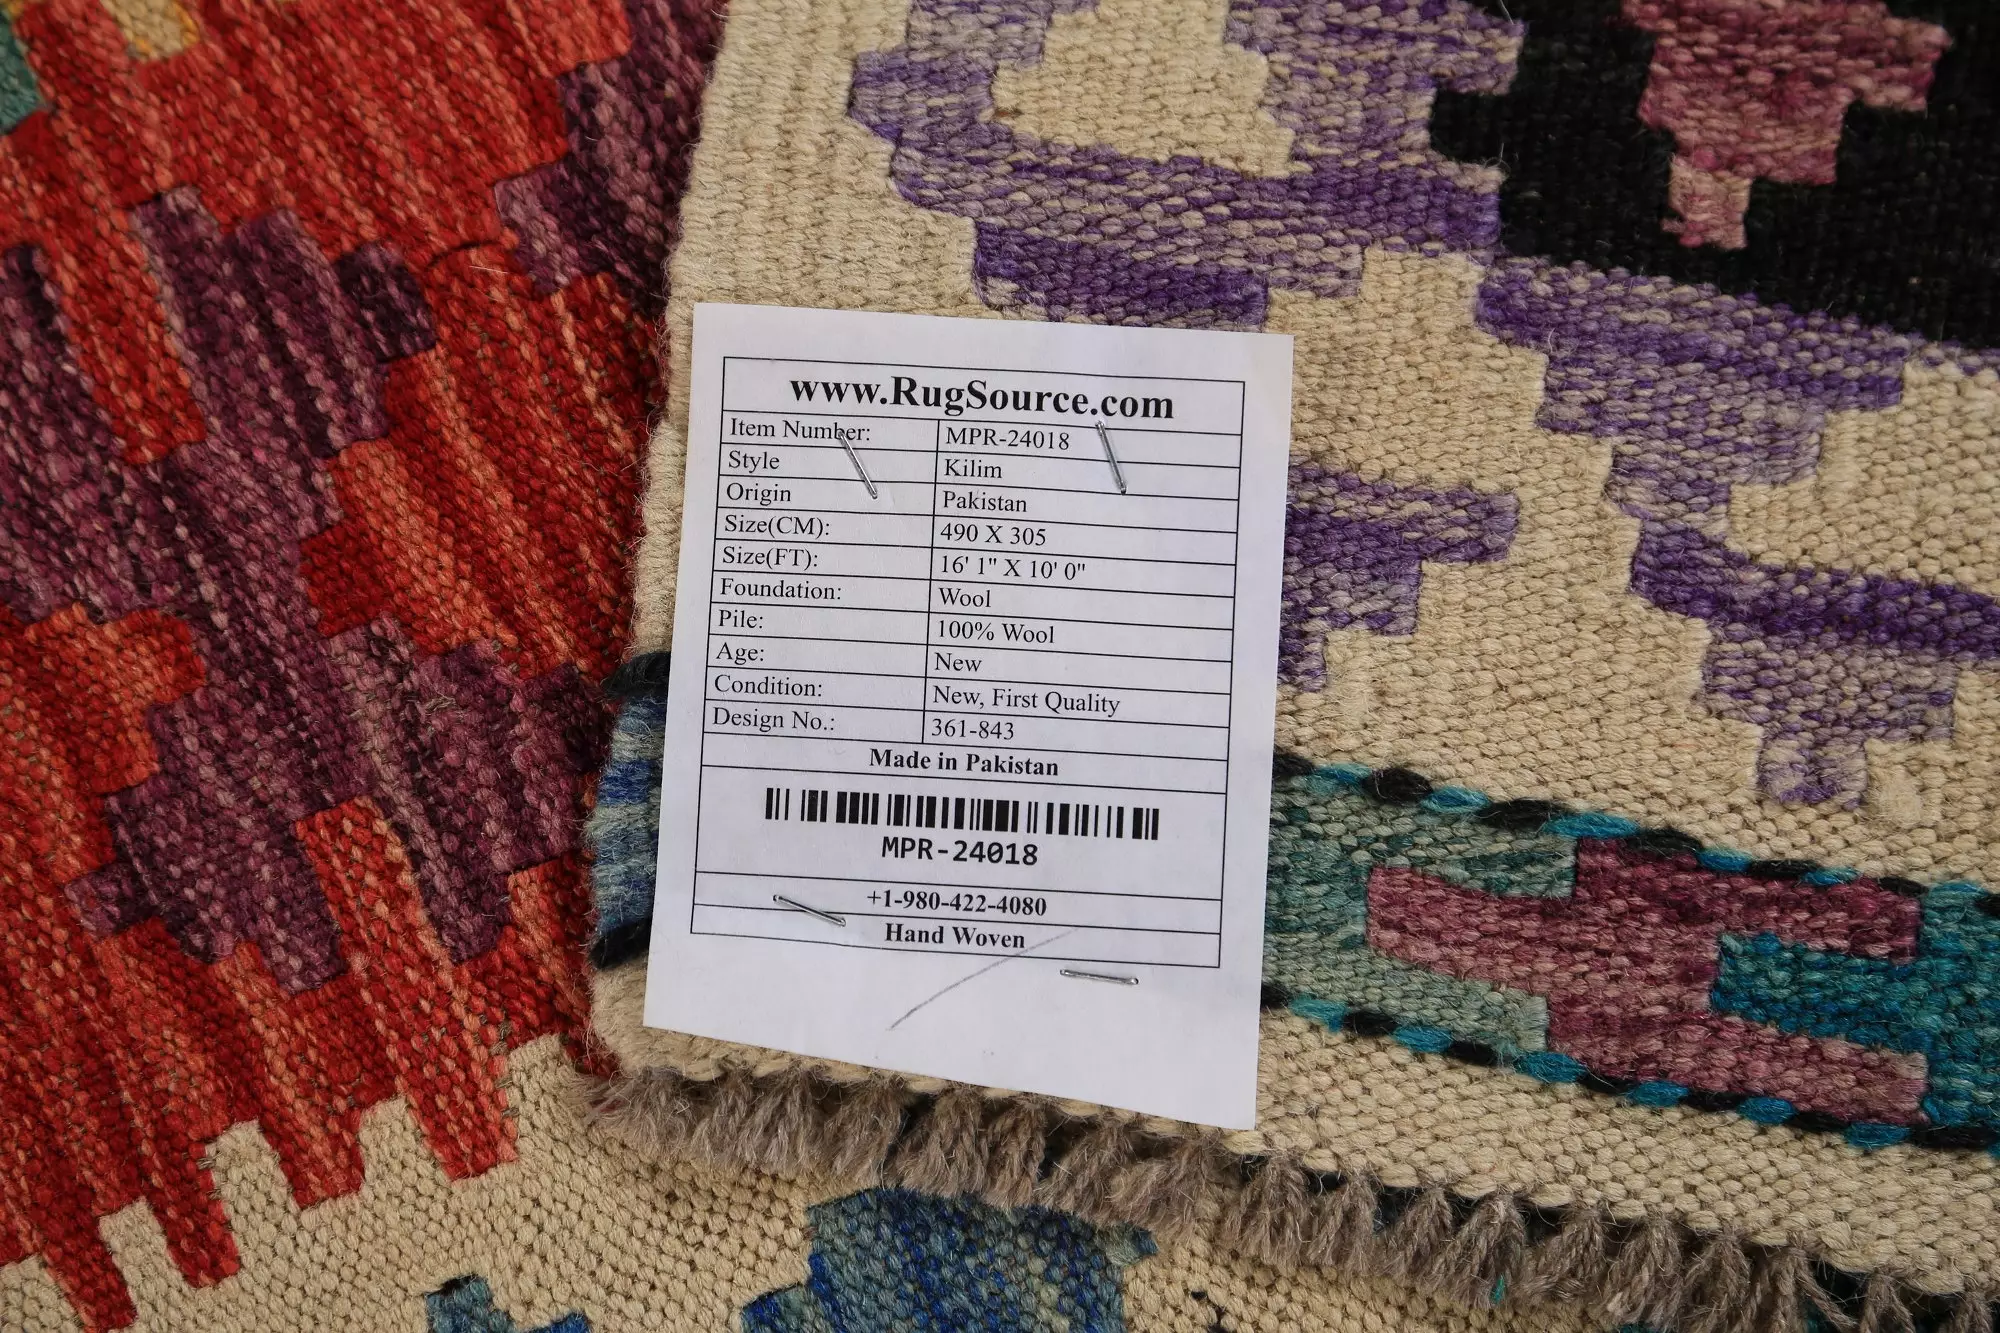 www.RugSource.com
Item Number: MPR-24018
Style Kilim
Origin Pakistan
Size(CM): 490 X 305
Size(FT): 16' 1" X 10' 0"
Foundation: Wool
Pile: 100% Wool
Age: New
Condition: New, First Quality
Design No.: 361-843
Made in Pakistan
MPR-24018
+1-980-422-4080
Hand Woven